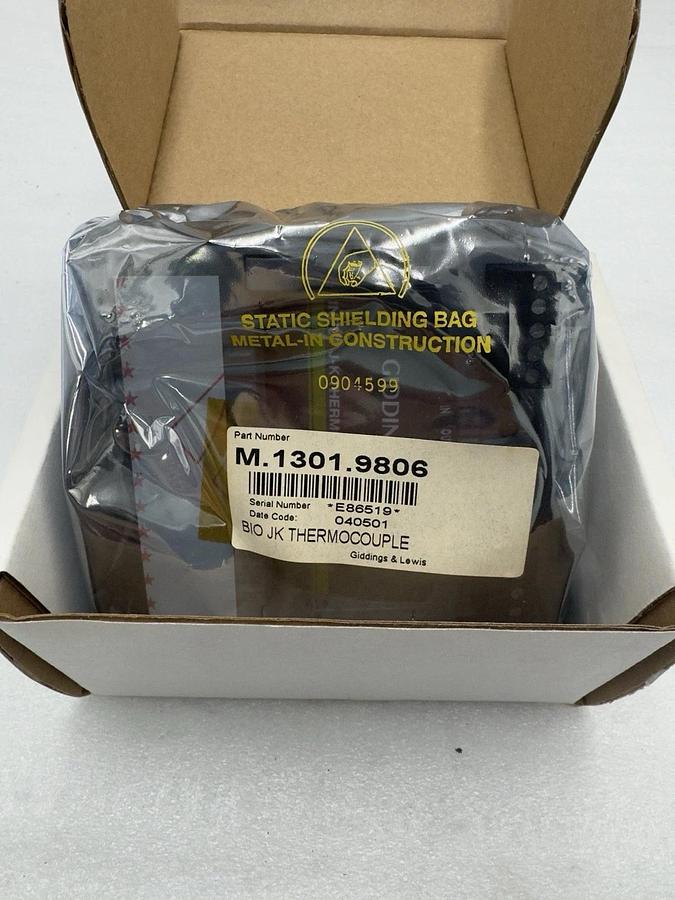 STATIC SHIELDING BAG
METAL-IN CONSTRUCTION
0904599
Part Number
M.1301.9806
Serial Number *E86519*
Date Code: 040501
BIO JK THERMOCOUPLE
Giddings & Lewis
IN